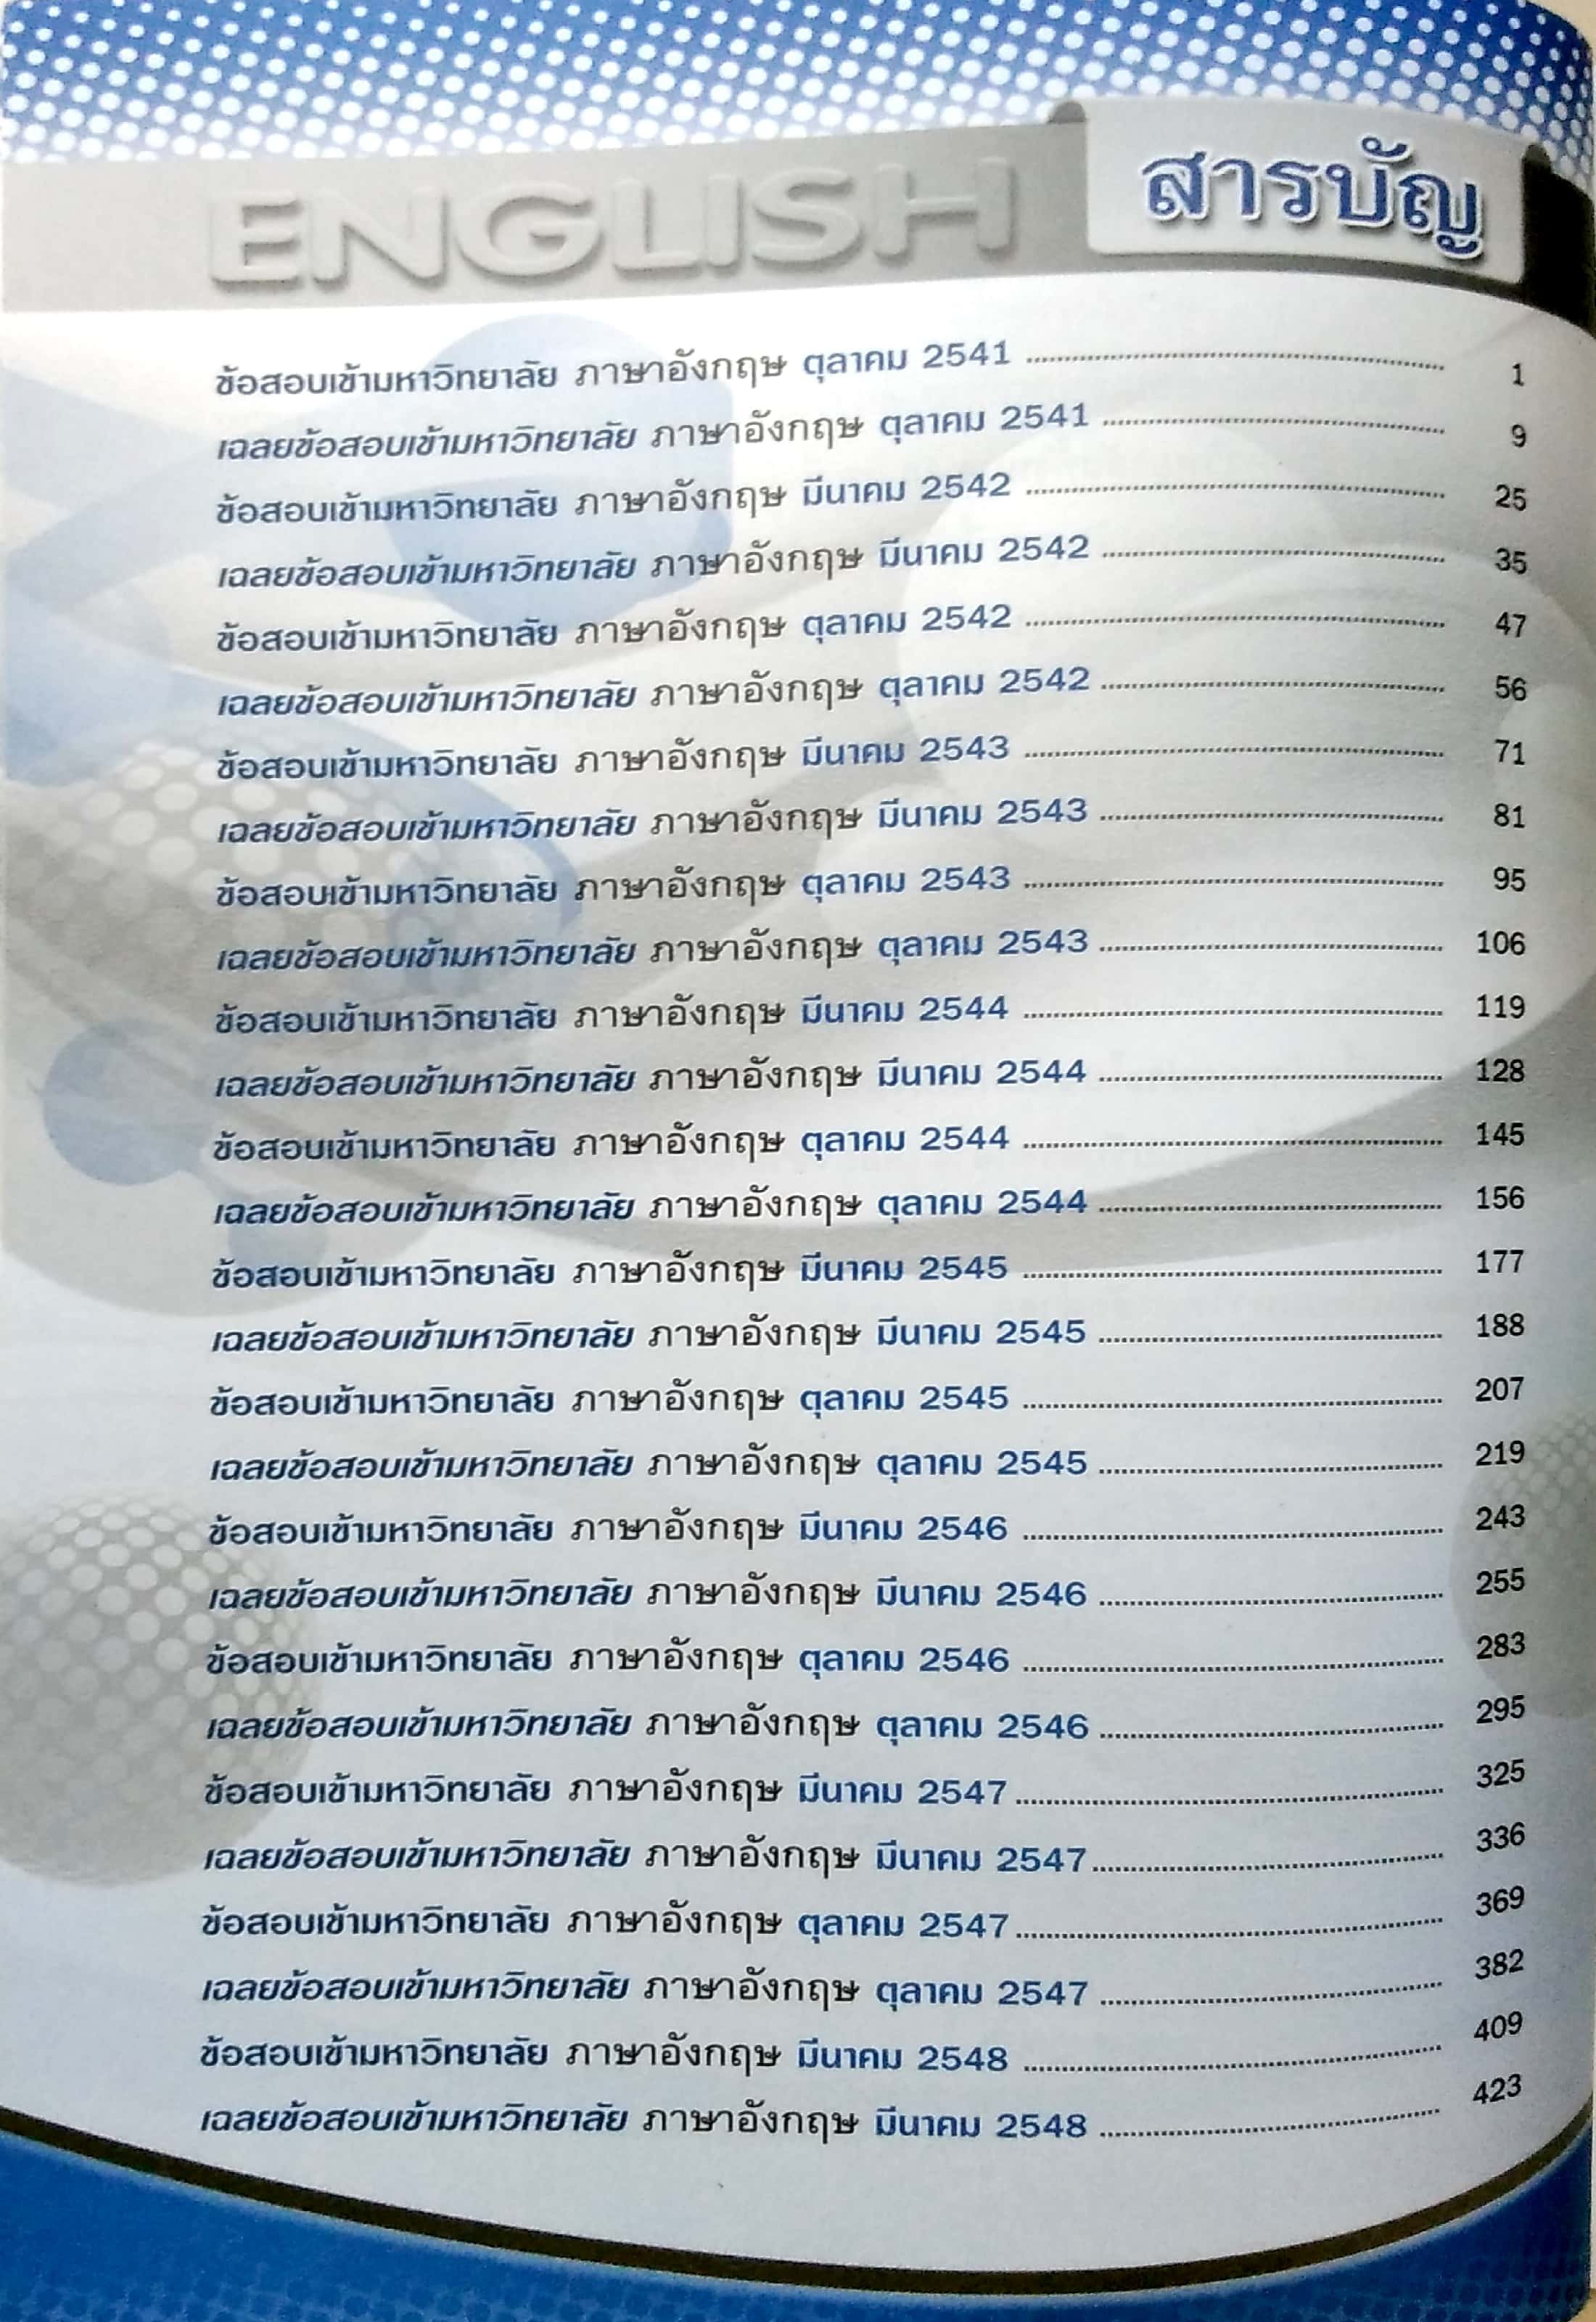 ENGLISH สารบัญ
ข้อสอบเข้ามหาวิทยาลัย ภาษาอังกฤษ ตุลาคม 2541 ........ 1
เฉลยข้อสอบเข้ามหาวิทยาลัย ภาษาอังกฤษ ตุลาคม 2541 ........ 9
ข้อสอบเข้ามหาวิทยาลัย ภาษาอังกฤษ มีนาคม 2542 ........ 25
เฉลยข้อสอบเข้ามหาวิทยาลัย ภาษาอังกฤษ มีนาคม 2542 ........ 35
ข้อสอบเข้ามหาวิทยาลัย ภาษาอังกฤษ ตุลาคม 2542 ........ 47
เฉลยข้อสอบเข้ามหาวิทยาลัย ภาษาอังกฤษ ตุลาคม 2542 ........ 56
ข้อสอบเข้ามหาวิทยาลัย ภาษาอังกฤษ มีนาคม 2543 ........ 71
เฉลยข้อสอบเข้ามหาวิทยาลัย ภาษาอังกฤษ มีนาคม 2543 ........ 81
ข้อสอบเข้ามหาวิทยาลัย ภาษาอังกฤษ ตุลาคม 2543 ........ 95
เฉลยข้อสอบเข้ามหาวิทยาลัย ภาษาอังกฤษ ตุลาคม 2543 ........ 106
ข้อสอบเข้ามหาวิทยาลัย ภาษาอังกฤษ มีนาคม 2544 ........ 119
เฉลยข้อสอบเข้ามหาวิทยาลัย ภาษาอังกฤษ มีนาคม 2544 ........ 128
ข้อสอบเข้ามหาวิทยาลัย ภาษาอังกฤษ ตุลาคม 2544 ........ 145
เฉลยข้อสอบเข้ามหาวิทยาลัย ภาษาอังกฤษ ตุลาคม 2544 ........ 156
ข้อสอบเข้ามหาวิทยาลัย ภาษาอังกฤษ มีนาคม 2545 ........ 177
เฉลยข้อสอบเข้ามหาวิทยาลัย ภาษาอังกฤษ มีนาคม 2545 ........ 188
ข้อสอบเข้ามหาวิทยาลัย ภาษาอังกฤษ ตุลาคม 2545 ........ 207
เฉลยข้อสอบเข้ามหาวิทยาลัย ภาษาอังกฤษ ตุลาคม 2545 ........ 219
ข้อสอบเข้ามหาวิทยาลัย ภาษาอังกฤษ มีนาคม 2546 ........ 243
เฉลยข้อสอบเข้ามหาวิทยาลัย ภาษาอังกฤษ มีนาคม 2546 ........ 255
ข้อสอบเข้ามหาวิทยาลัย ภาษาอังกฤษ ตุลาคม 2546 ........ 283
เฉลยข้อสอบเข้ามหาวิทยาลัย ภาษาอังกฤษ ตุลาคม 2546 ........ 295
ข้อสอบเข้ามหาวิทยาลัย ภาษาอังกฤษ มีนาคม 2547 ........ 325
เฉลยข้อสอบเข้ามหาวิทยาลัย ภาษาอังกฤษ มีนาคม 2547 ........ 336
ข้อสอบเข้ามหาวิทยาลัย ภาษาอังกฤษ ตุลาคม 2547 ........ 369
เฉลยข้อสอบเข้ามหาวิทยาลัย ภาษาอังกฤษ ตุลาคม 2547 ........ 382
ข้อสอบเข้ามหาวิทยาลัย ภาษาอังกฤษ มีนาคม 2548 ........ 409
เฉลยข้อสอบเข้ามหาวิทยาลัย ภาษาอังกฤษ มีนาคม 2548 ........ 423